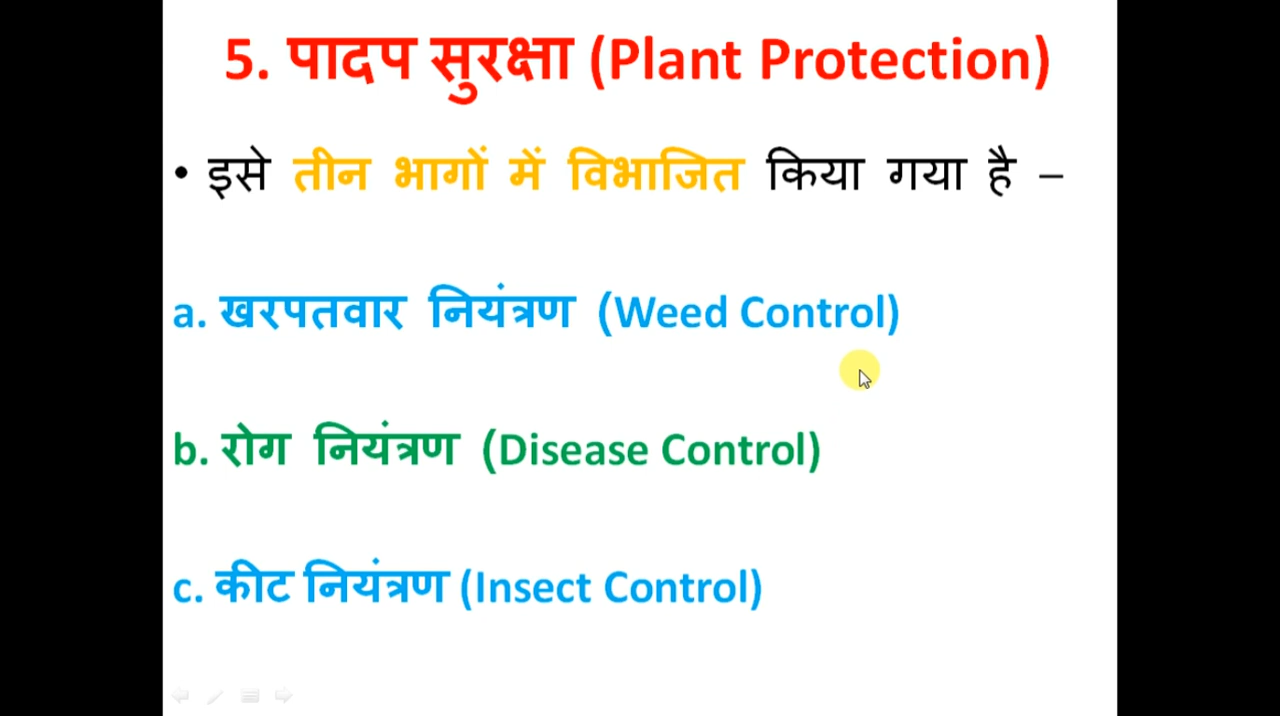 5. पादप सुरक्षा (Plant Protection)
• इसे तीन भागों में विभाजित किया गया है –
a. खरपतवार नियंत्रण (Weed Control)
b. रोग नियंत्रण (Disease Control)
c. कीट नियंत्रण (Insect Control)